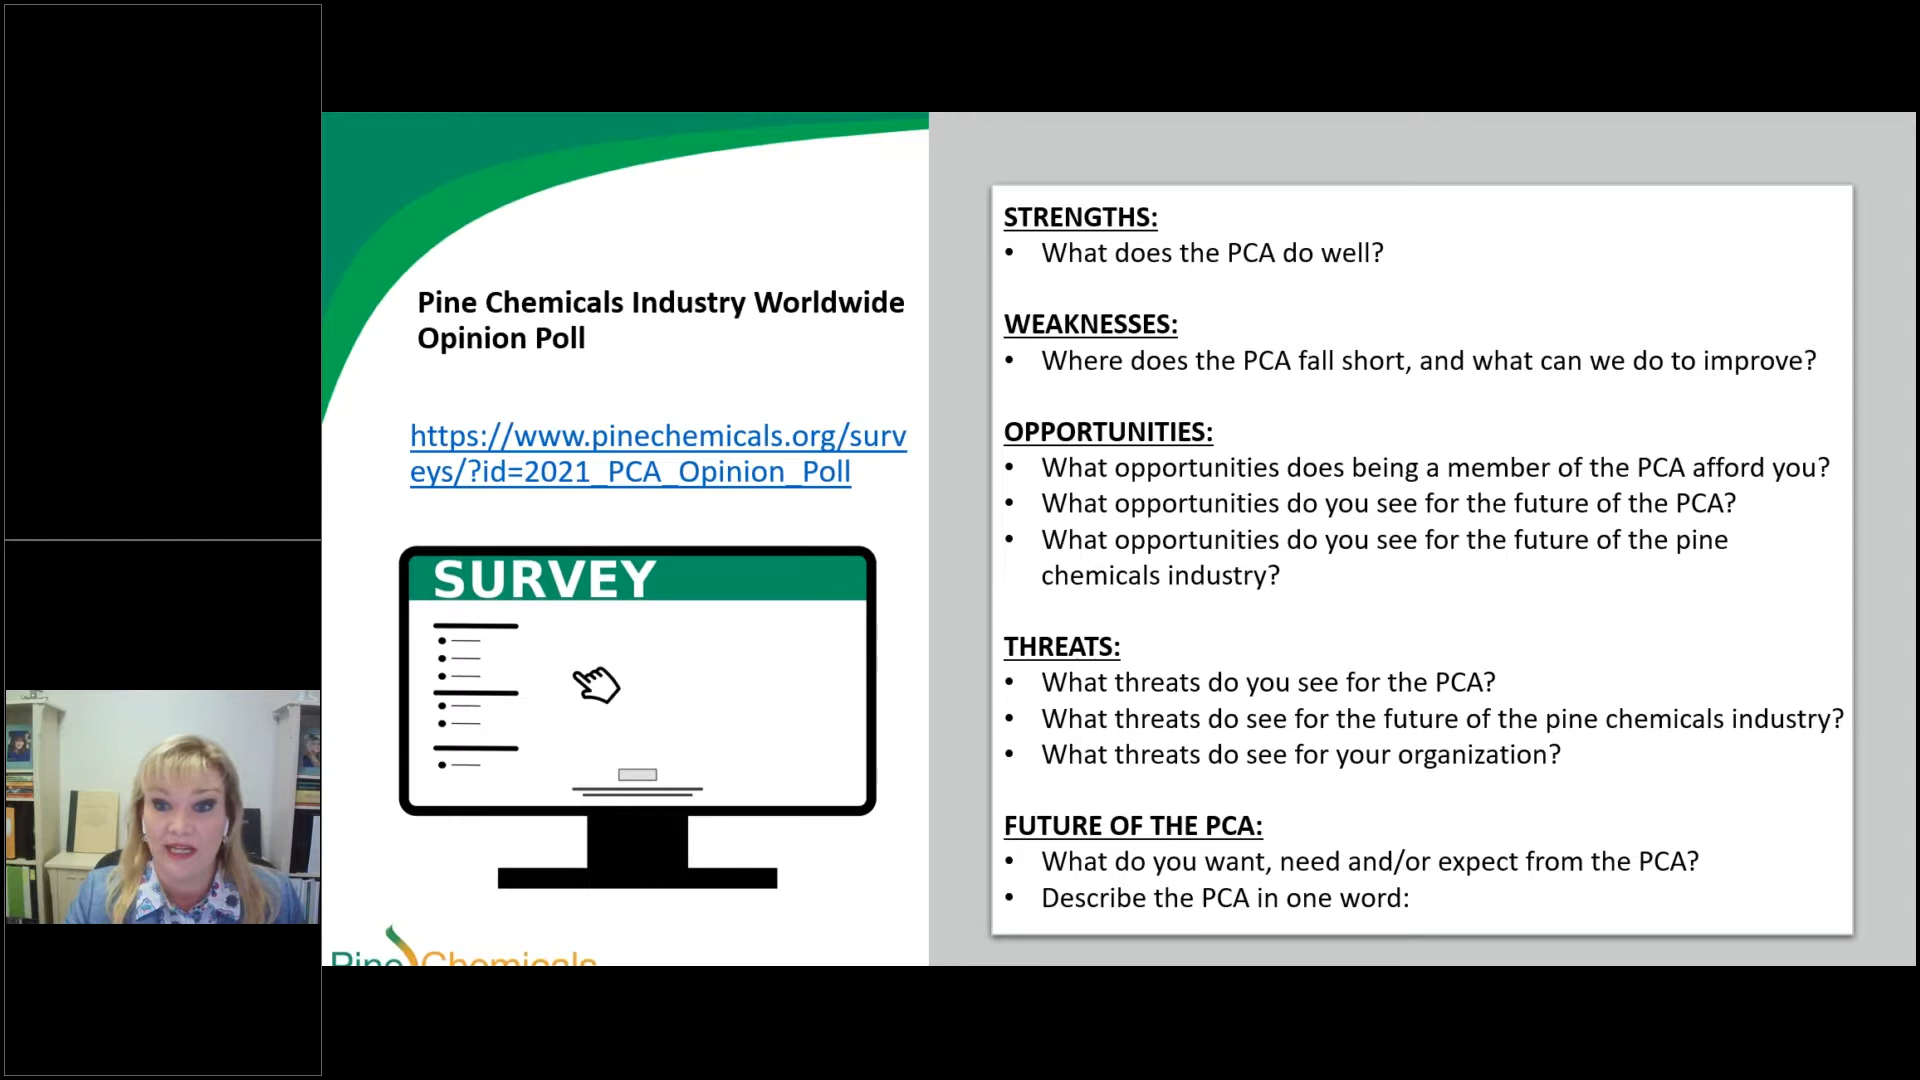 Pine Chemicals Industry Worldwide
Opinion Poll
https://www.pinechemicals.org/surv
eys/?id=2021_PCA_Opinion_Poll
SURVEY
Pine Chemicals
STRENGTHS:
• What does the PCA do well?
WEAKNESSES:
• Where does the PCA fall short, and what can we do to improve?
OPPORTUNITIES:
• What opportunities does being a member of the PCA afford you?
• What opportunities do you see for the future of the PCA?
• What opportunities do you see for the future of the pine
chemicals industry?
THREATS:
• What threats do you see for the PCA?
• What threats do see for the future of the pine chemicals industry?
• What threats do see for your organization?
FUTURE OF THE PCA:
• What do you want, need and/or expect from the PCA?
• Describe the PCA in one word: